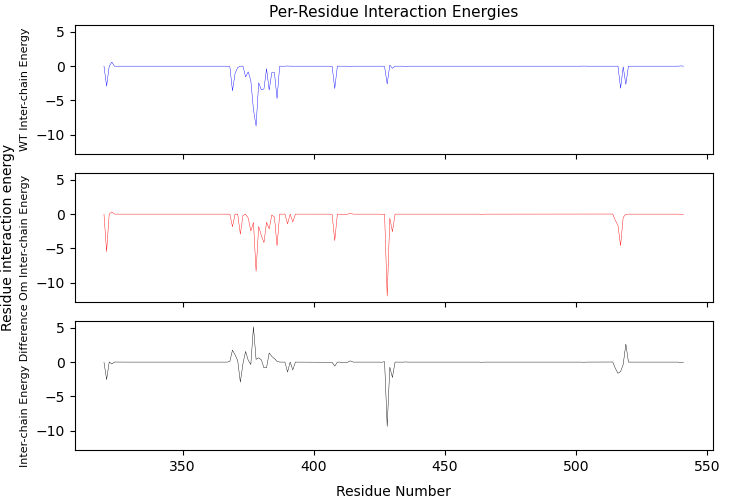 Per-Residue Interaction Energies
Residue interaction energy
WT Inter-chain Energy
5
0
−5
−10
Om Inter-chain Energy
5
0
−5
−10
Inter-chain Energy Difference
5
0
−5
−10
350
400
450
500
550
Residue Number